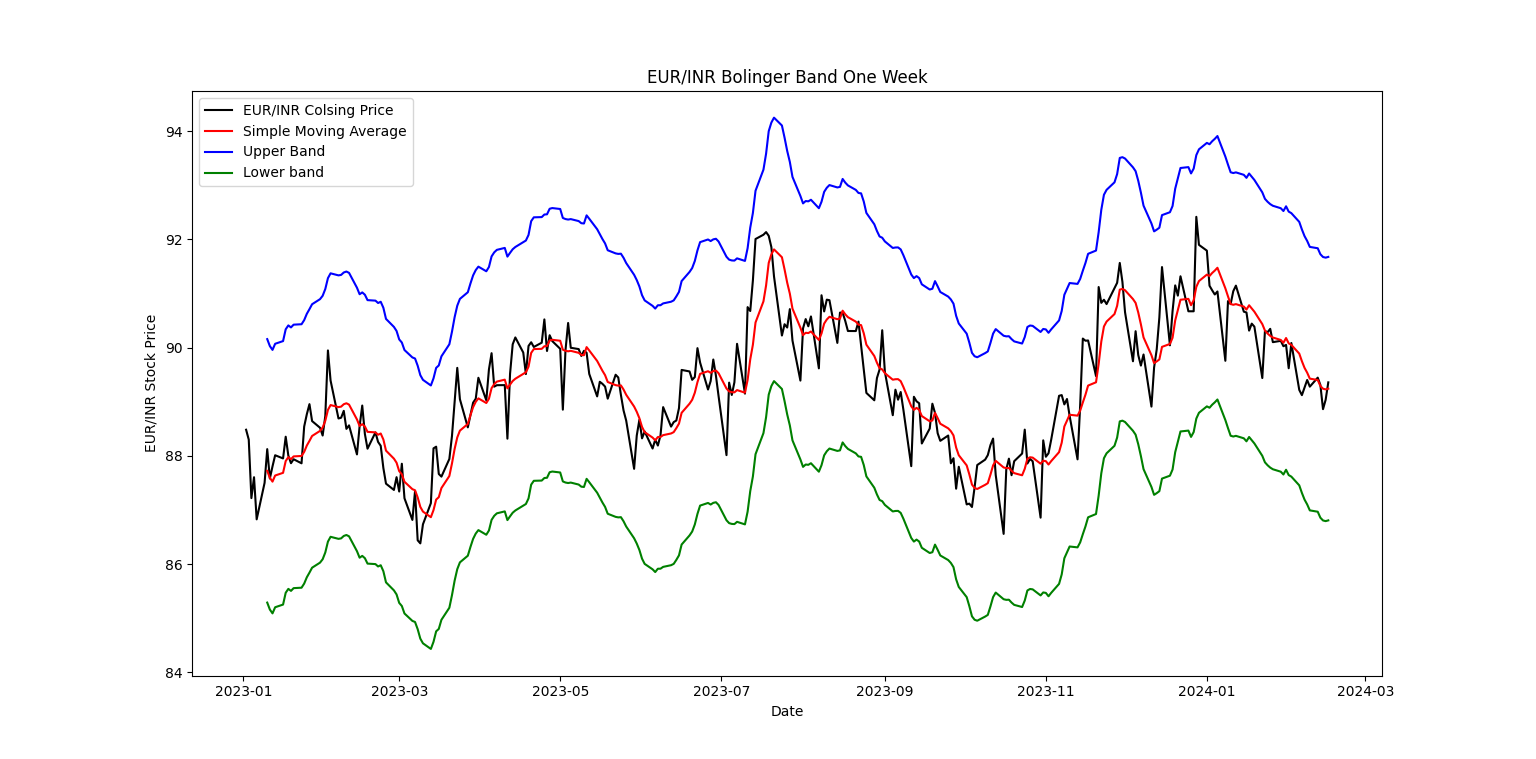 EUR/INR Bolinger Band One Week
EUR/INR Colsing Price
Simple Moving Average
Upper Band
Lower band
EUR/INR Stock Price
94
92
90
88
86
84
2023-01 2023-03 2023-05 2023-07 2023-09 2023-11 2024-01 2024-03
Date